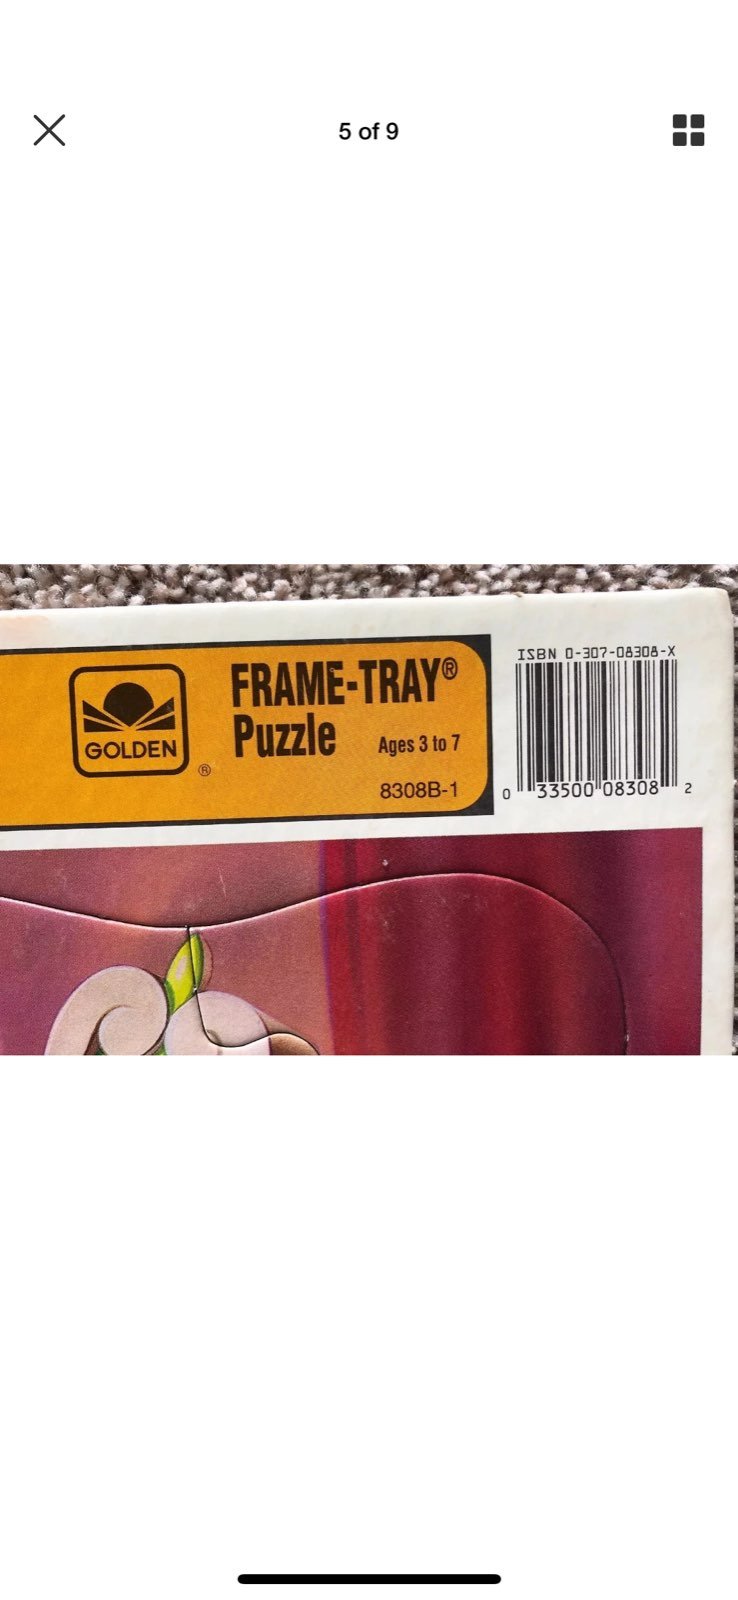 5 of 9
FRAME-TRAY®
Puzzle
GOLDEN
®
Ages 3 to 7
8308B-1
ISBN 0-307-08308-X
0 33500 08308 2